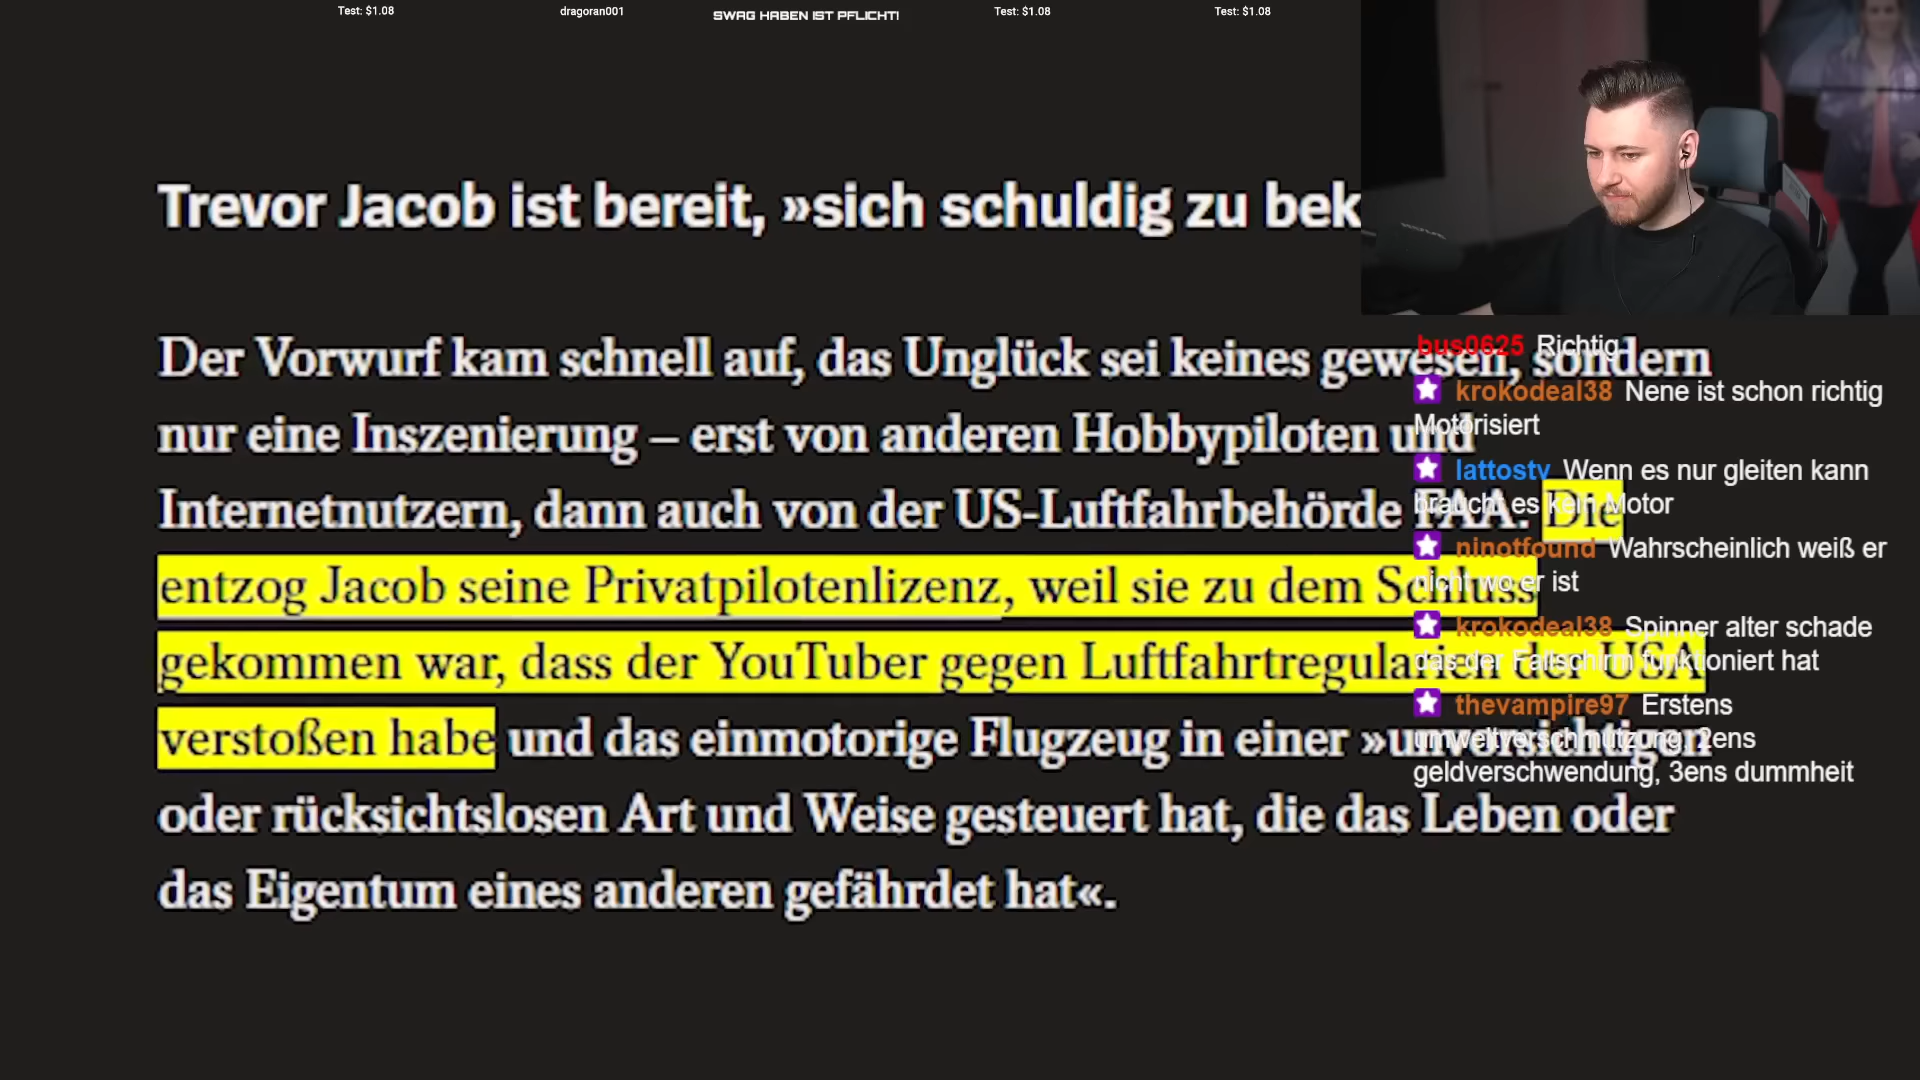 Test: $1.08
dragoran001
SWAG HABEN IST PFLICHT!
Test: $1.08
Test: $1.08
Trevor Jacob ist bereit, »sich schuldig zu bek
Der Vorwurf kam schnell auf, das Unglück sei keines gewesen, sondern
nur eine Inszenierung – erst von anderen Hobbypiloten und
Internetnutzern, dann auch von der US-Luftfahrbehörde FAA. Die
entzog Jacob seine Privatpilotenlizenz, weil sie zu dem Schluss
gekommen war, dass der YouTuber gegen Luftfahrtregularien der USA
verstoßen habe und das einmotorige Flugzeug in einer »unvorsichtigen
oder rücksichtslosen Art und Weise gesteuert hat, die das Leben oder
das Eigentum eines anderen gefährdet hat«.
bus0625 Richtig
krokodeal38 Nene ist schon richtig
Motorisiert
lattostv Wenn es nur gleiten kann
braucht es kein Motor
ninotfound Wahrscheinlich weiß er
nicht wo er ist
krokodeal38 Spinner alter schade
das der Fallschirm funktioniert hat
thevampire97 Erstens
umweltverschmutzung, 2ens
geldverschwendung, 3ens dummheit